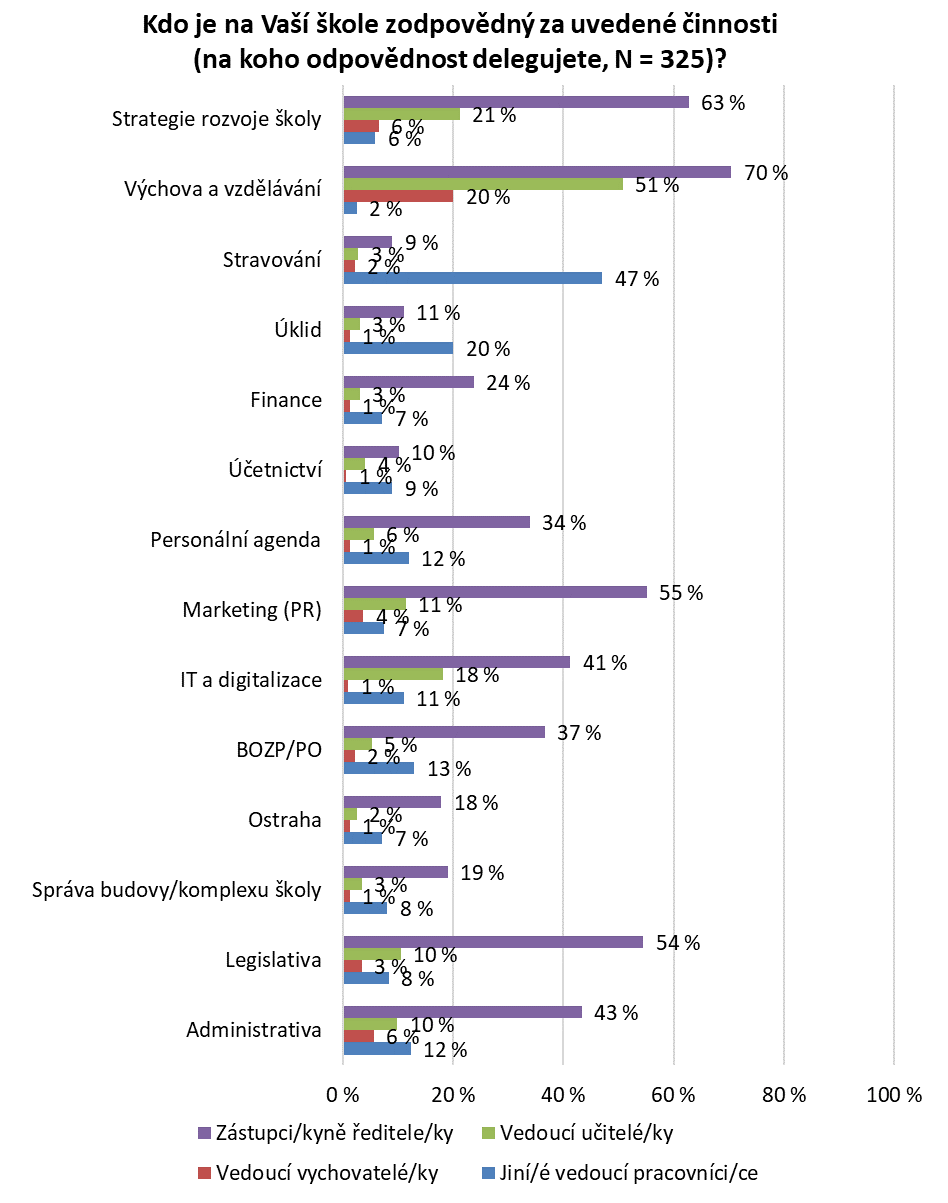 Kdo je na Vaší škole zodpovědný za uvedené činnosti
(na koho odpovědnost delegujete, N = 325)?
Strategie rozvoje školy
63 %
21 %
6 %
6 %
Výchova a vzdělávání
70 %
51 %
20 %
2 %
Stravování
9 %
3 %
2 %
47 %
Úklid
11 %
3 %
1 %
20 %
Finance
24 %
3 %
1 %
7 %
Účetnictví
10 %
4 %
1 %
9 %
Personální agenda
34 %
6 %
1 %
12 %
Marketing (PR)
55 %
11 %
4 %
7 %
IT a digitalizace
41 %
18 %
1 %
11 %
BOZP/PO
37 %
5 %
2 %
13 %
Ostraha
18 %
2 %
1 %
7 %
Správa budovy/komplexu školy
19 %
3 %
1 %
8 %
Legislativa
54 %
10 %
3 %
8 %
Administrativa
43 %
10 %
6 %
12 %
0 % 20 % 40 % 60 % 80 % 100 %
Zástupci/kyně ředitele/ky Vedoucí učitelé/ky
Vedoucí vychovatelé/ky Jiní/é vedoucí pracovníci/ce